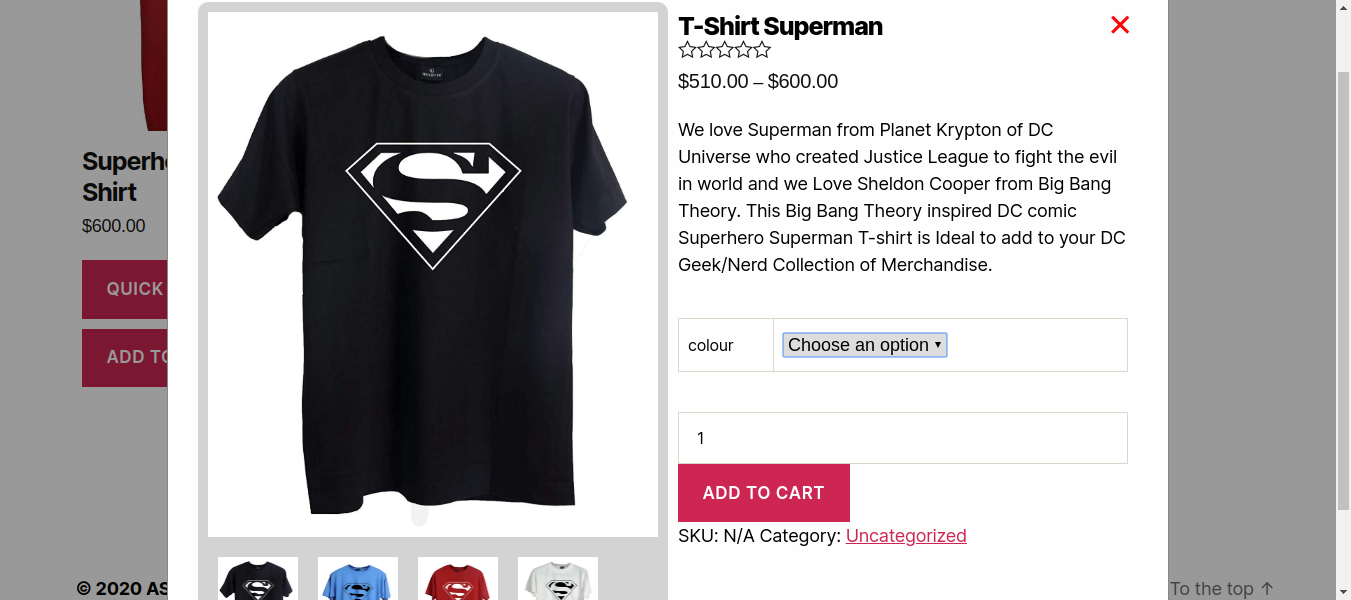 T-Shirt Superman
$510.00 – $600.00
We love Superman from Planet Krypton of DC
Universe who created Justice League to fight the evil
in world and we Love Sheldon Cooper from Big Bang
Theory. This Big Bang Theory inspired DC comic
Superhero Superman T-shirt is Ideal to add to your DC
Geek/Nerd Collection of Merchandise.
colour
Choose an option
1
ADD TO CART
SKU: N/A Category: Uncategorized
Shirt
$600.00
QUICK
ADD
© 2020
To the top ↑